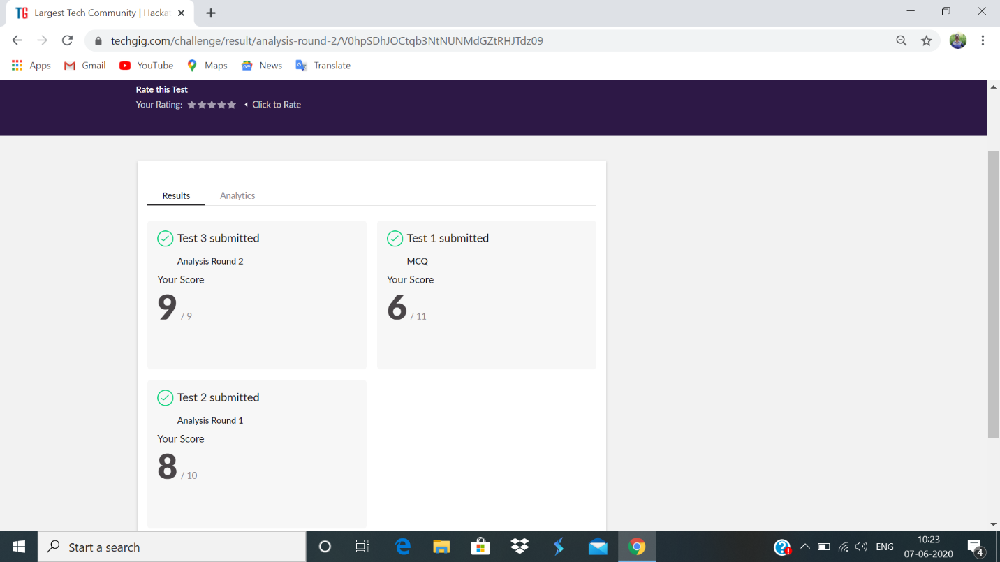 TG Largest Tech Community | Hackat
techgig.com/challenge/result/analysis-round-2/V0hpSDhJOCtqb3NtNUNMdGZtRHJTdz09
Apps Gmail YouTube Maps News Translate
Rate this Test
Your Rating: Click to Rate
Results Analytics
Test 3 submitted
Analysis Round 2
Your Score
9 / 9
Test 1 submitted
MCQ
Your Score
6 / 11
Test 2 submitted
Analysis Round 1
Your Score
8 / 10
Start a search
ENG
10:23
07-06-2020
4